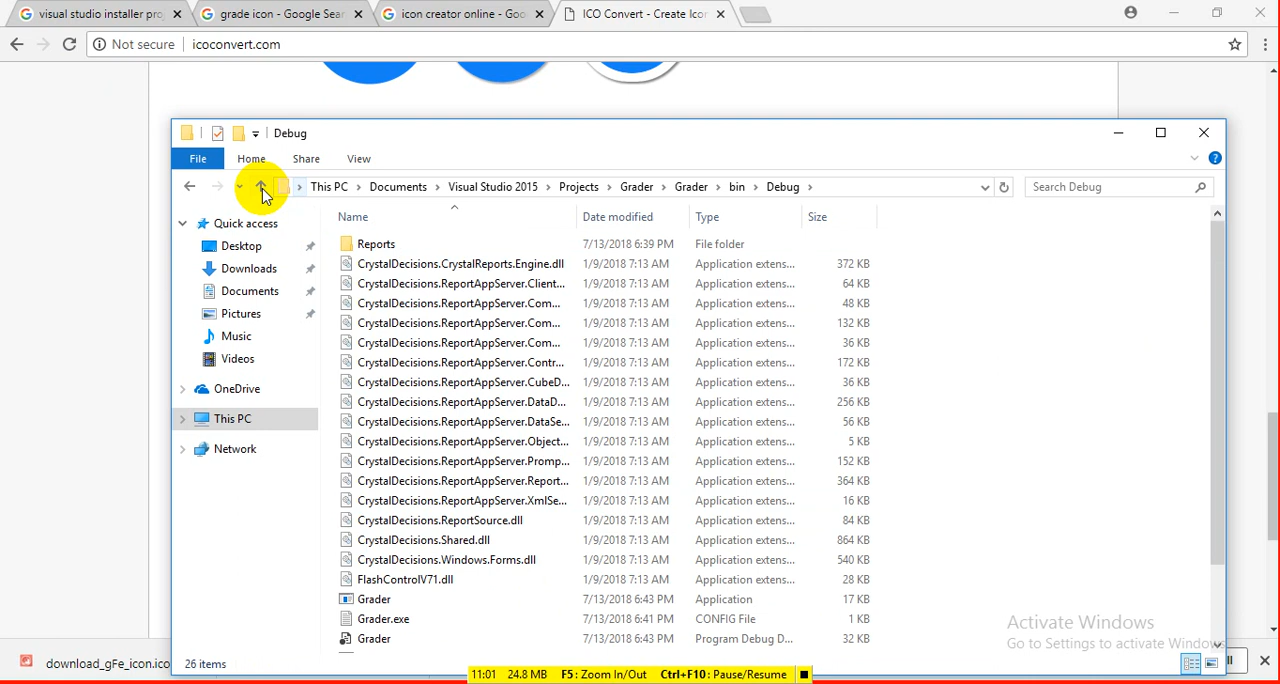 visual studio installer pro
grade icon - Google Sear
icon creator online - Goo
ICO Convert - Create Icon
Not secure
icoconvert.com
Debug
File
Home
Share
View
This PC > Documents > Visual Studio 2015 > Projects > Grader > Grader > bin > Debug >
Search Debug
Quick access
Desktop
Downloads
Documents
Pictures
Music
Videos
OneDrive
This PC
Network
Name Date modified Type Size
Reports 7/13/2018 6:39 PM File folder
CrystalDecisions.CrystalReports.Engine.dll 1/9/2018 7:13 AM Application extens... 372 KB
CrystalDecisions.ReportAppServer.Client... 1/9/2018 7:13 AM Application extens... 64 KB
CrystalDecisions.ReportAppServer.Com... 1/9/2018 7:13 AM Application extens... 48 KB
CrystalDecisions.ReportAppServer.Com... 1/9/2018 7:13 AM Application extens... 132 KB
CrystalDecisions.ReportAppServer.Com... 1/9/2018 7:13 AM Application extens... 36 KB
CrystalDecisions.ReportAppServer.Contr... 1/9/2018 7:13 AM Application extens... 172 KB
CrystalDecisions.ReportAppServer.CubeD... 1/9/2018 7:13 AM Application extens... 36 KB
CrystalDecisions.ReportAppServer.DataD... 1/9/2018 7:13 AM Application extens... 256 KB
CrystalDecisions.ReportAppServer.DataSe... 1/9/2018 7:13 AM Application extens... 56 KB
CrystalDecisions.ReportAppServer.Object... 1/9/2018 7:13 AM Application extens... 5 KB
CrystalDecisions.ReportAppServer.Promp... 1/9/2018 7:13 AM Application extens... 152 KB
CrystalDecisions.ReportAppServer.Report... 1/9/2018 7:13 AM Application extens... 364 KB
CrystalDecisions.ReportAppServer.XmlSe... 1/9/2018 7:13 AM Application extens... 16 KB
CrystalDecisions.ReportSource.dll 1/9/2018 7:13 AM Application extens... 84 KB
CrystalDecisions.Shared.dll 1/9/2018 7:13 AM Application extens... 864 KB
CrystalDecisions.Windows.Forms.dll 1/9/2018 7:13 AM Application extens... 540 KB
FlashControlV71.dll 1/9/2018 7:13 AM Application extens... 28 KB
Grader 7/13/2018 6:43 PM Application 17 KB
Grader.exe 7/13/2018 6:41 PM CONFIG File 1 KB
Grader 7/13/2018 6:43 PM Program Debug D... 32 KB
Activate Windows
Go to Settings to activate Windows
26 items
download_gFe_icon.ico
11:01 24.8 MB F5: Zoom In/Out Ctrl+F10: Pause/Resume